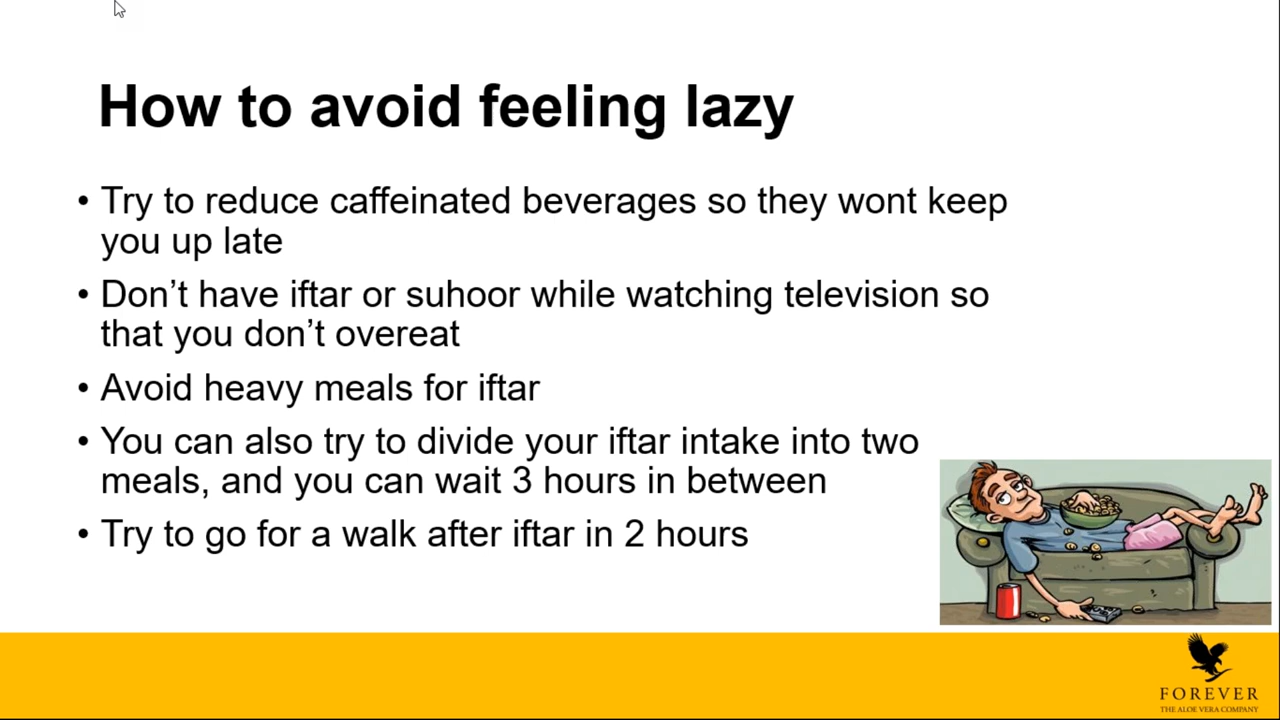 How to avoid feeling lazy
• Try to reduce caffeinated beverages so they wont keep
you up late
• Don’t have iftar or suhoor while watching television so
that you don’t overeat
• Avoid heavy meals for iftar
• You can also try to divide your iftar intake into two
meals, and you can wait 3 hours in between
• Try to go for a walk after iftar in 2 hours
FOREVER
THE ALOE VERA COMPANY